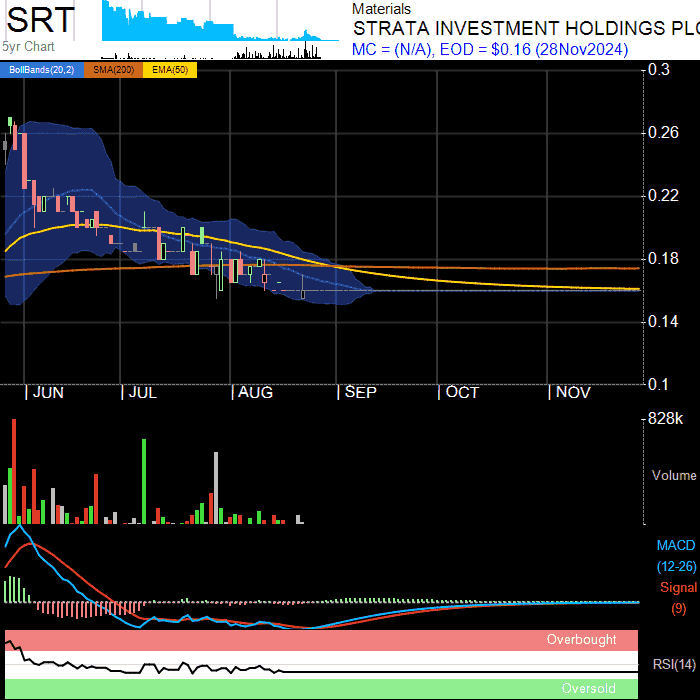 SRT
5yr Chart
Materials
STRATA INVESTMENT HOLDINGS PLC
MC = (N/A), EOD = $0.16 (28Nov2024)
BollBands(20,2) SMA(200) EMA(50)
0.3
0.26
0.22
0.18
0.14
0.1
JUN JUL AUG SEP OCT NOV
828k
Volume
MACD
(12-26)
Signal
(9)
Overbought
RSI(14)
Oversold